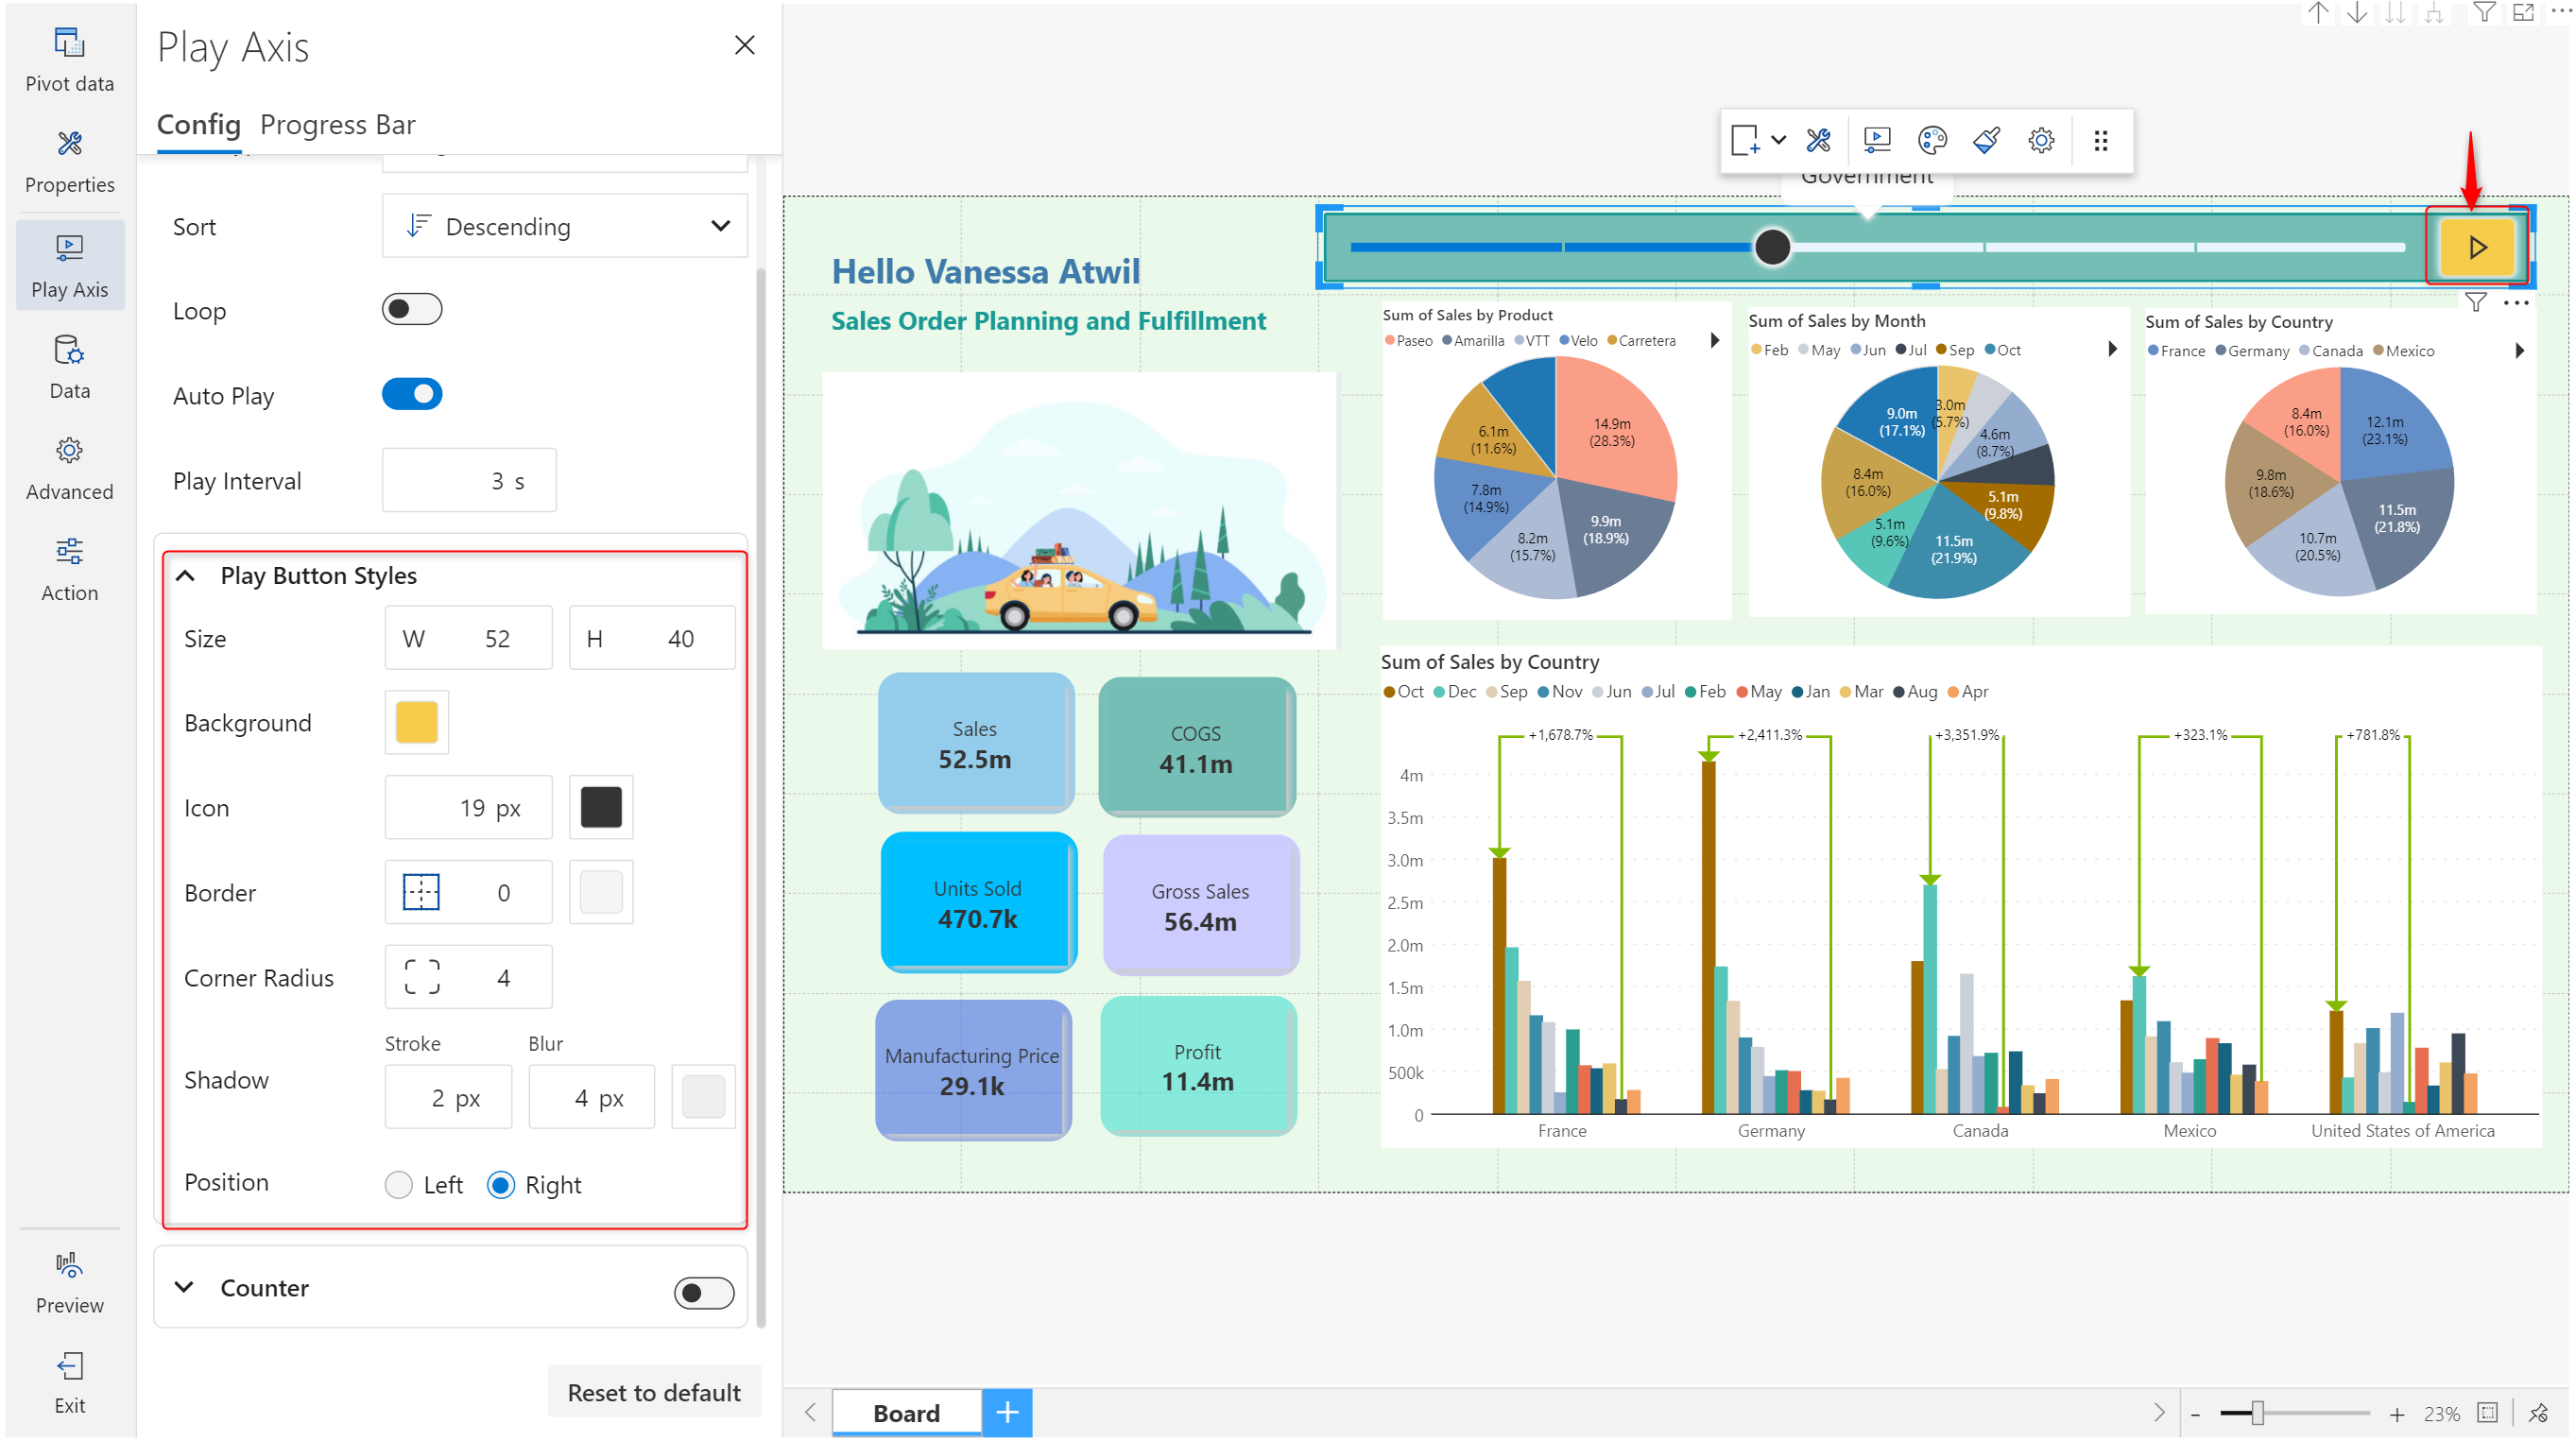 Pivot data
Properties
Play Axis
Data
Advanced
Action
Preview
Exit
Play Axis
Config Progress Bar
Sort Descending
Loop
Auto Play
Play Interval 3 s
Play Button Styles
Size W 52 H 40
Background
Icon 19 px
Border 0
Corner Radius 4
Stroke Blur
Shadow 2 px 4 px
Position Left Right
Counter
Reset to default
Government
Hello Vanessa Atwil
Sales Order Planning and Fulfillment
Sum of Sales by Product
Paseo Amarilla VTT Velo Carretera
14.9m
(28.3%)
9.9m
(18.9%)
8.2m
(15.7%)
7.8m
(14.9%)
6.1m
(11.6%)
Sum of Sales by Month
Feb May Jun Jul Sep Oct
3.0m
(5.7%)
4.6m
(8.7%)
5.1m
(9.8%)
11.5m
(21.9%)
5.1m
(9.6%)
8.4m
(16.0%)
9.0m
(17.1%)
Sum of Sales by Country
France Germany Canada Mexico
12.1m
(23.1%)
11.5m
(21.8%)
10.7m
(20.5%)
9.8m
(18.6%)
8.4m
(16.0%)
Sales
52.5m
COGS
41.1m
Units Sold
470.7k
Gross Sales
56.4m
Manufacturing Price
29.1k
Profit
11.4m
Sum of Sales by Country
Oct Dec Sep Nov Jun Jul Feb May Jan Mar Aug Apr
+1,678.7% +2,411.3% +3,351.9% +323.1% +781.8%
4m
3.5m
3.0m
2.5m
2.0m
1.5m
1.0m
500k
0
France Germany Canada Mexico United States of America
Board
- + 23%